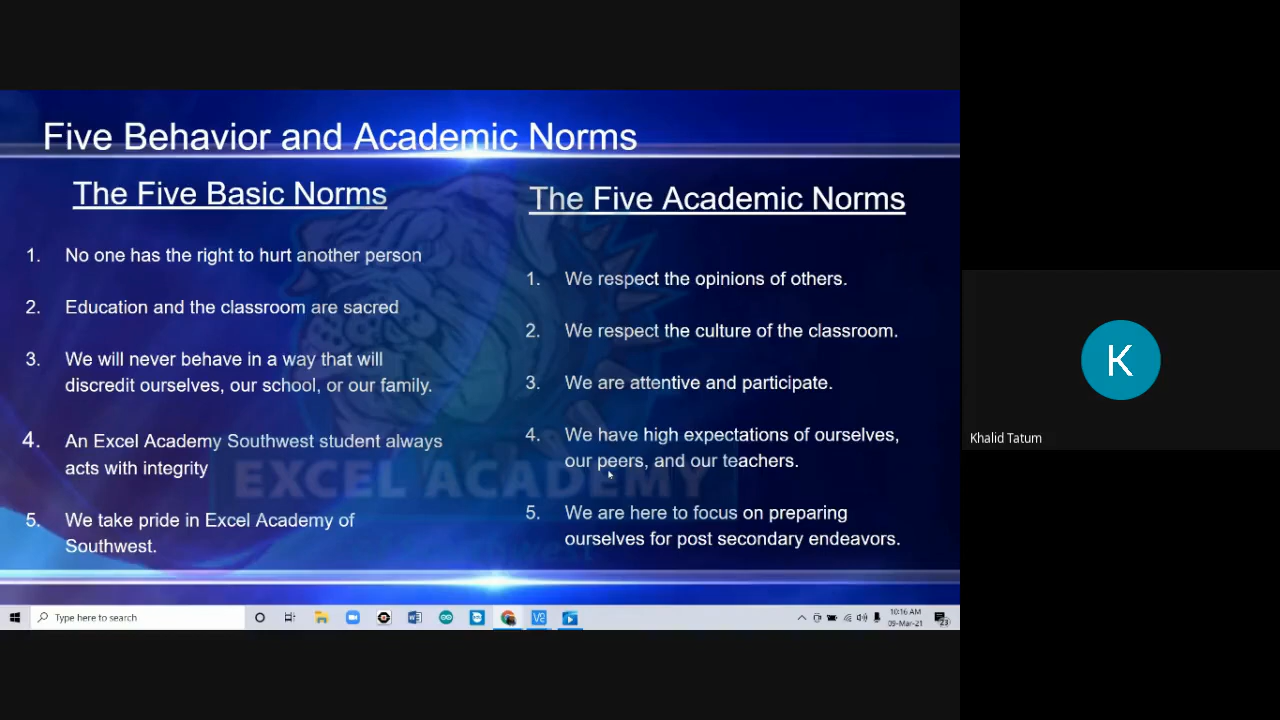 Five Behavior and Academic Norms
The Five Basic Norms
1. No one has the right to hurt another person
2. Education and the classroom are sacred
3. We will never behave in a way that will
discredit ourselves, our school, or our family.
4. An Excel Academy Southwest student always
acts with integrity
5. We take pride in Excel Academy of
Southwest.
The Five Academic Norms
1. We respect the opinions of others.
2. We respect the culture of the classroom.
3. We are attentive and participate.
4. We have high expectations of ourselves,
our peers, and our teachers.
5. We are here to focus on preparing
ourselves for post secondary endeavors.
EXCEL ACADEMY
Type here to search
10:16 AM
09-Mar-21
23
K
Khalid Tatum